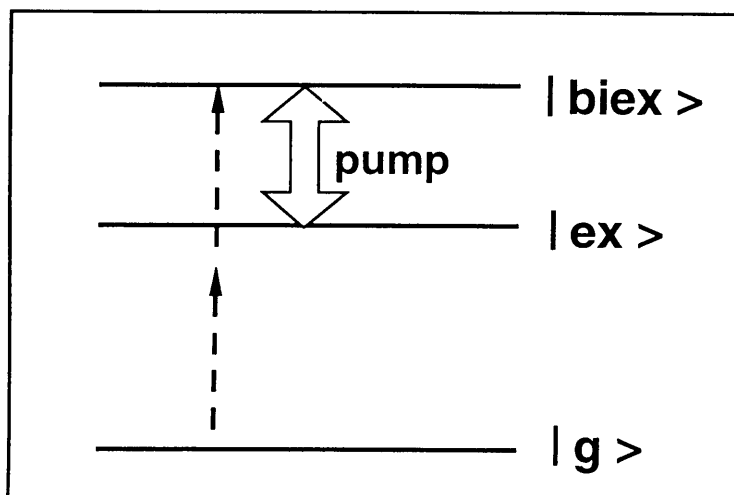 | biex >
pump
| ex >
| g >